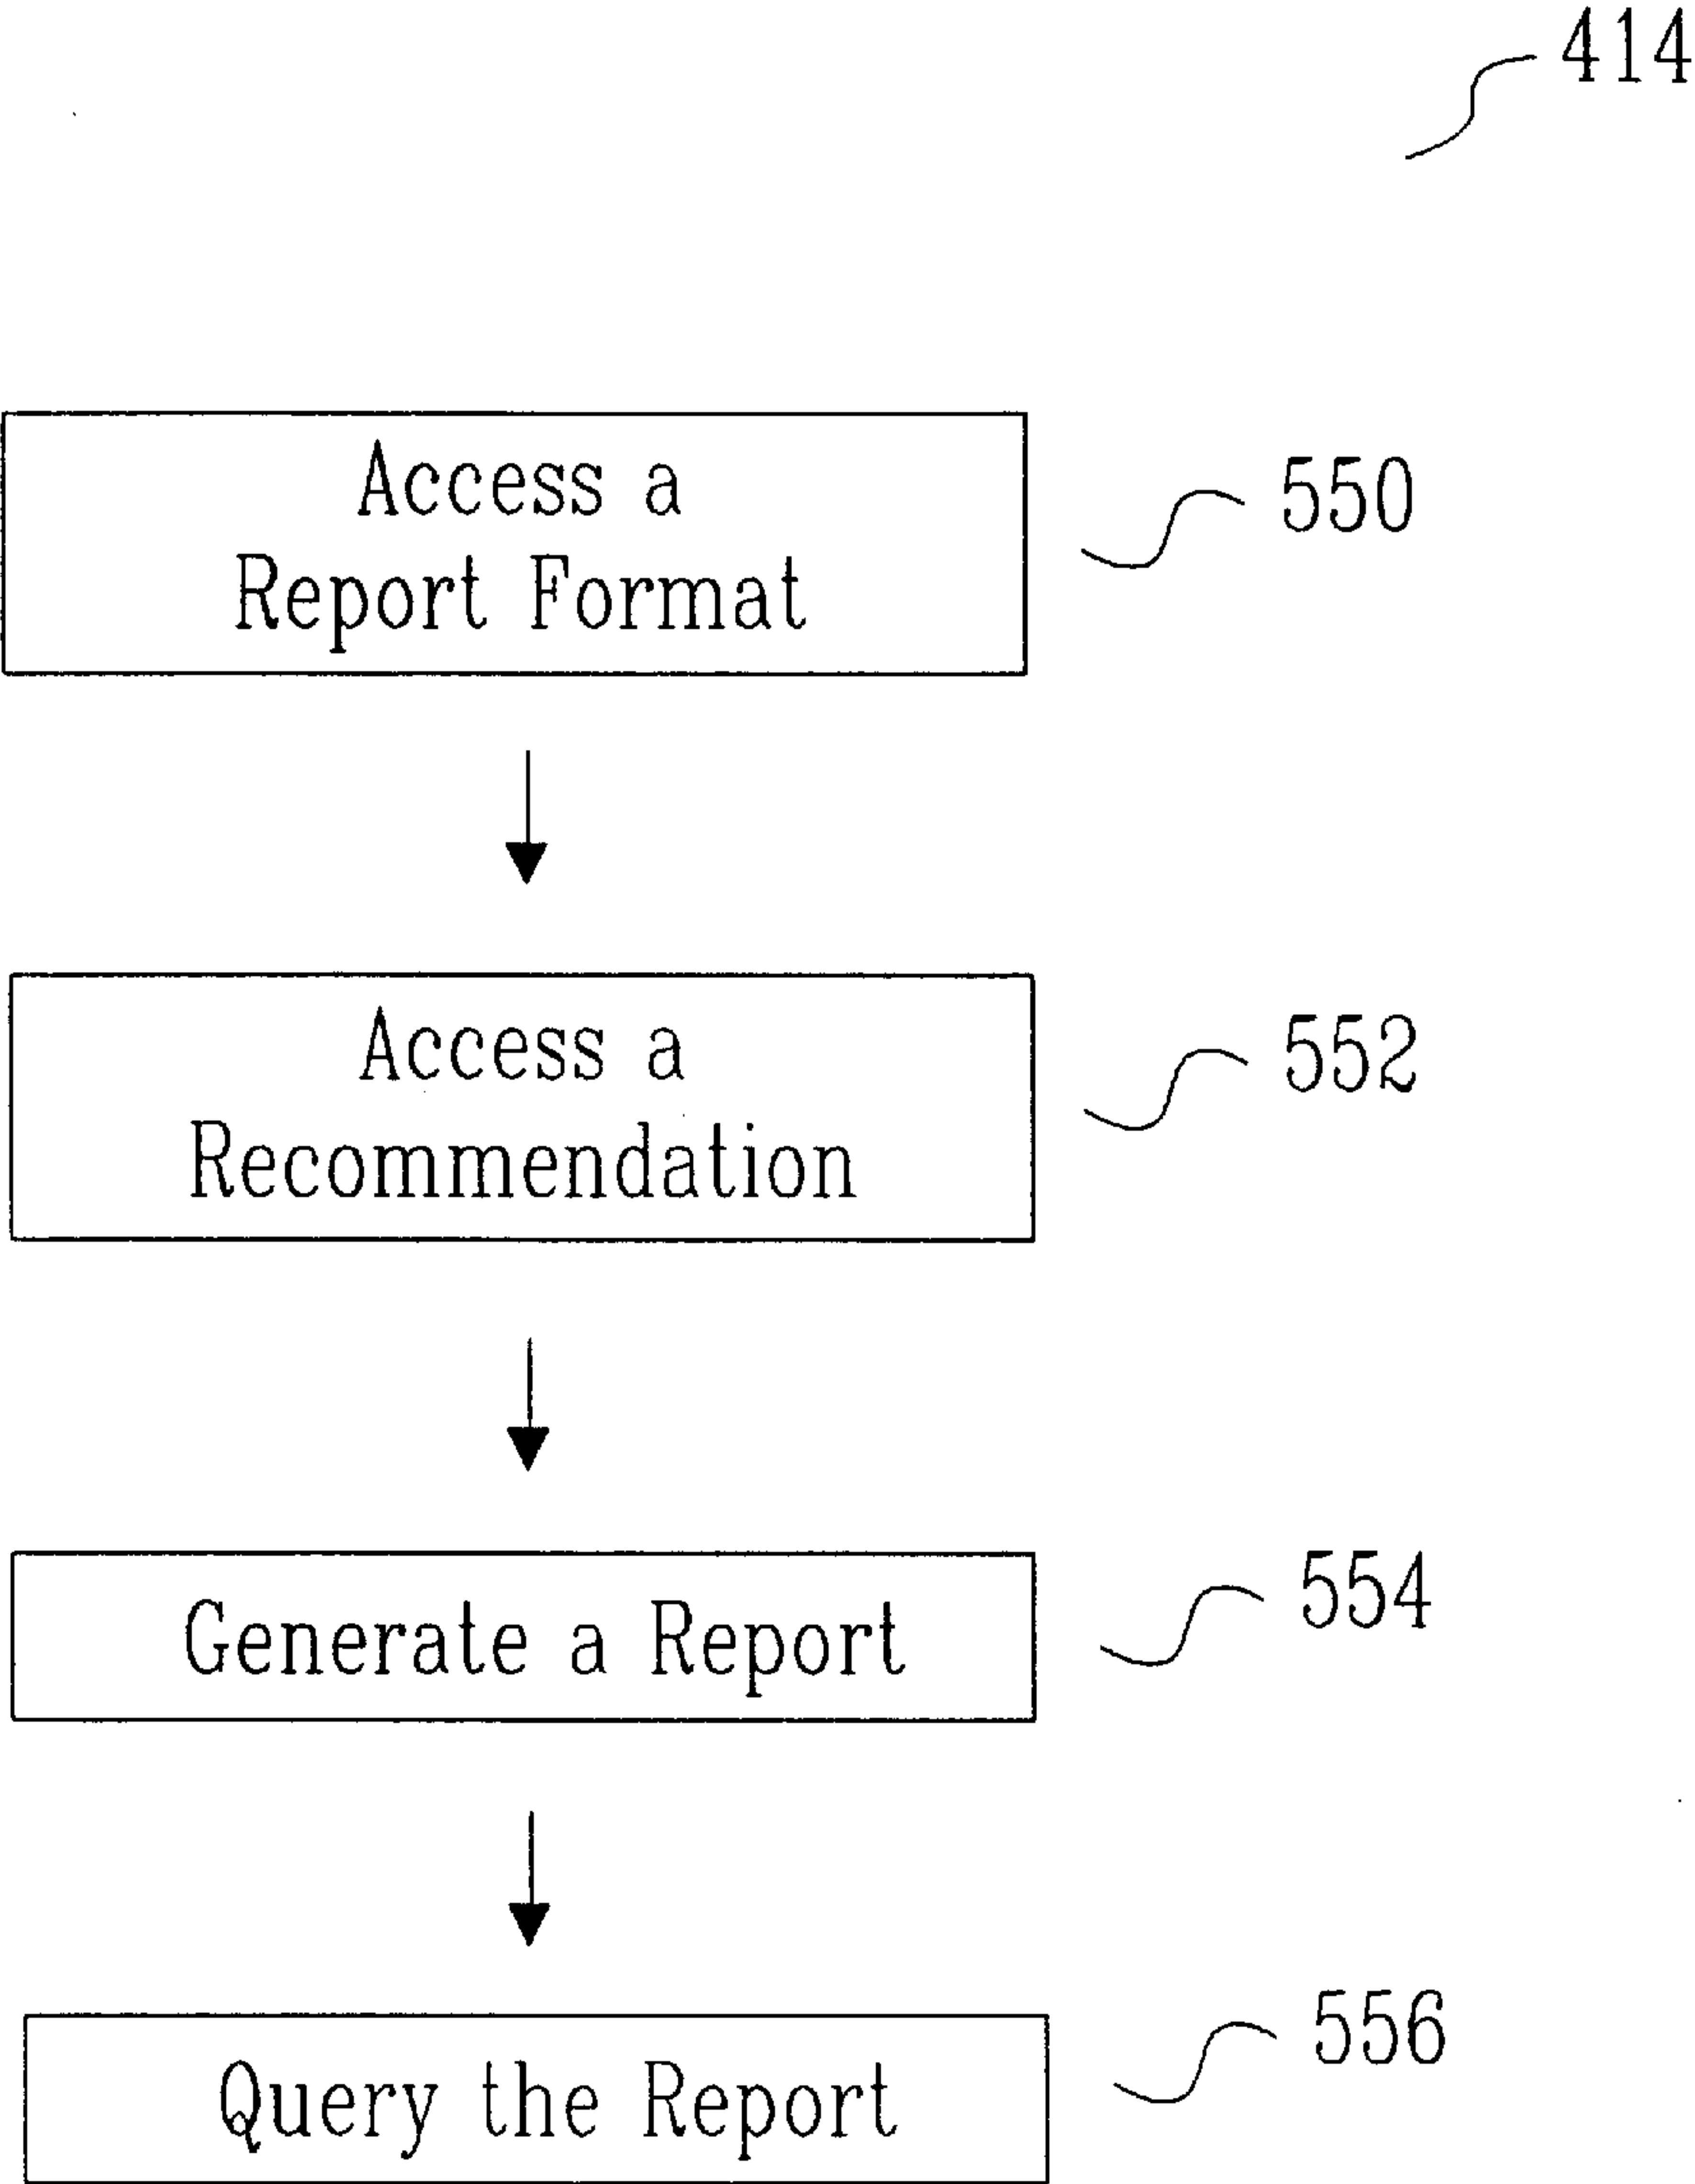 414
Access a
Report Format
550
Access a
Recommendation
552
Generate a Report
554
Query the Report
556